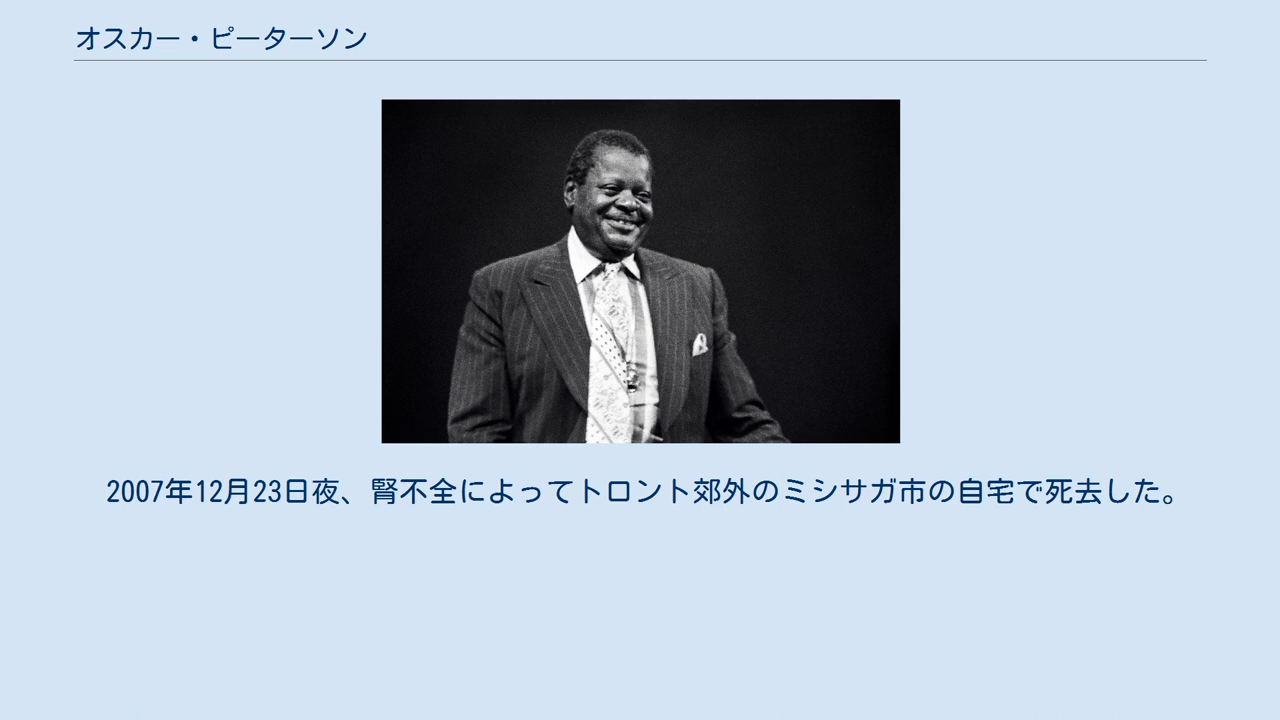 オスカー・ピーターソン
2007年12月23日夜、腎不全によってトロント郊外のミシサガ市の自宅で死去した。